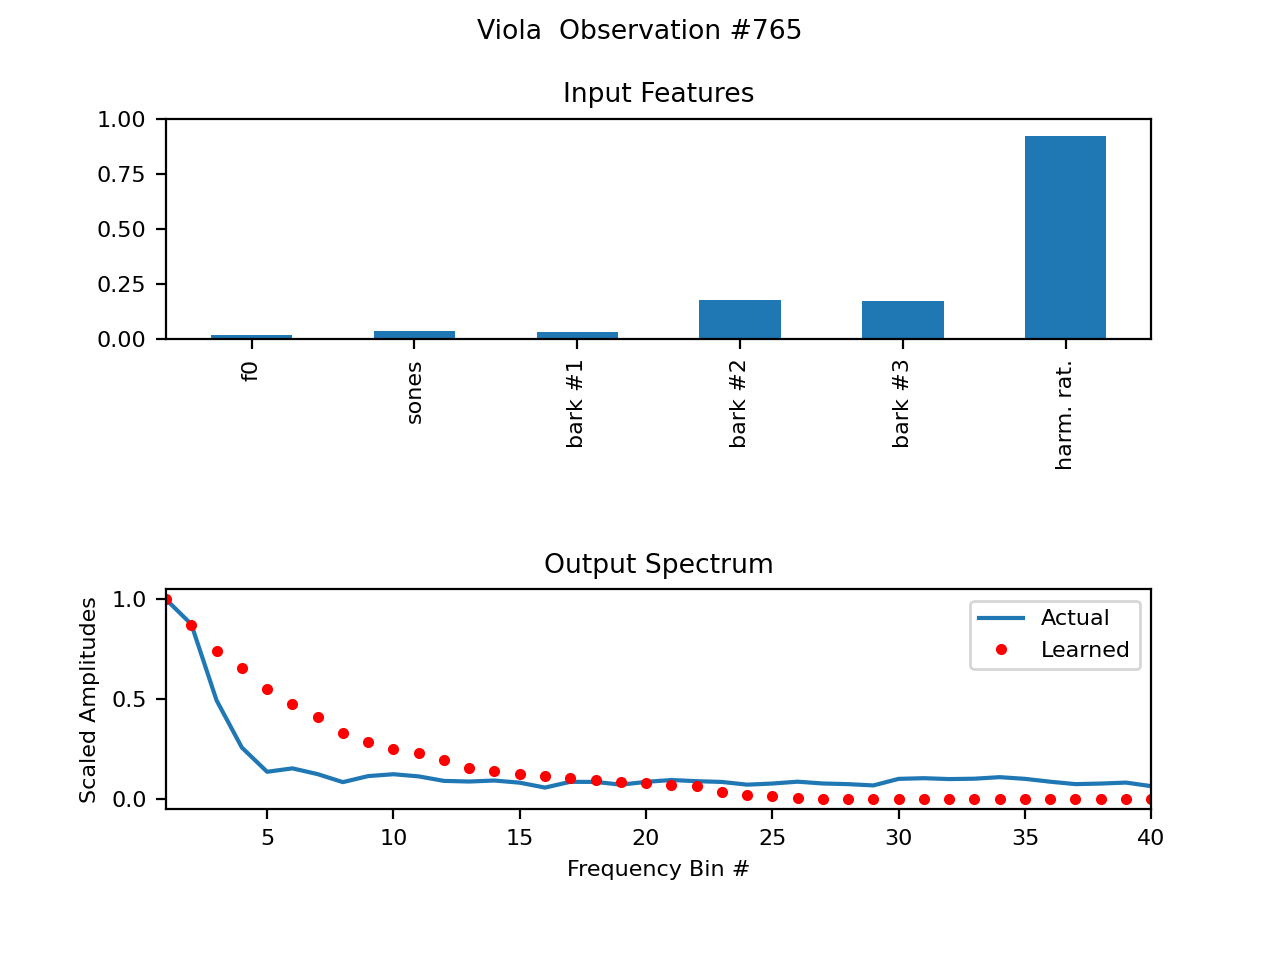 Viola  Observation #765
Input Features
1.00
0.75
0.50
0.25
0.00
f0
sones
bark #1
bark #2
bark #3
harm. rat.
Output Spectrum
Scaled Amplitudes
1.0
0.5
0.0
Actual
Learned
5 10 15 20 25 30 35 40
Frequency Bin #